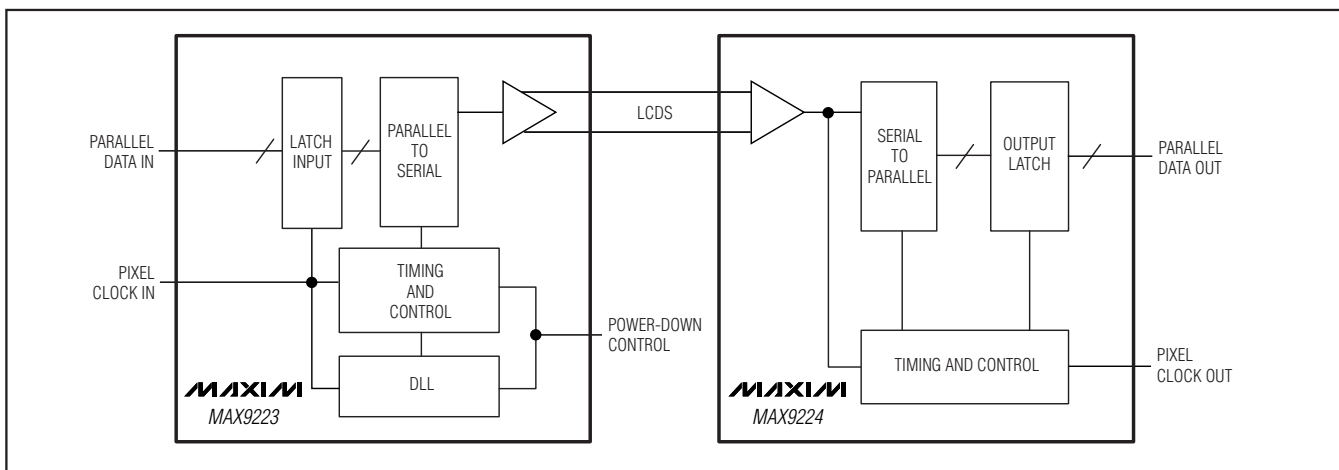 PARALLEL
DATA IN
LATCH
INPUT
PARALLEL
TO
SERIAL
PIXEL
CLOCK IN
TIMING
AND
CONTROL
DLL
POWER-DOWN
CONTROL
MAXIM
MAX9223
LCDS
SERIAL
TO
PARALLEL
OUTPUT
LATCH
PARALLEL
DATA OUT
TIMING AND CONTROL
PIXEL
CLOCK OUT
MAXIM
MAX9224